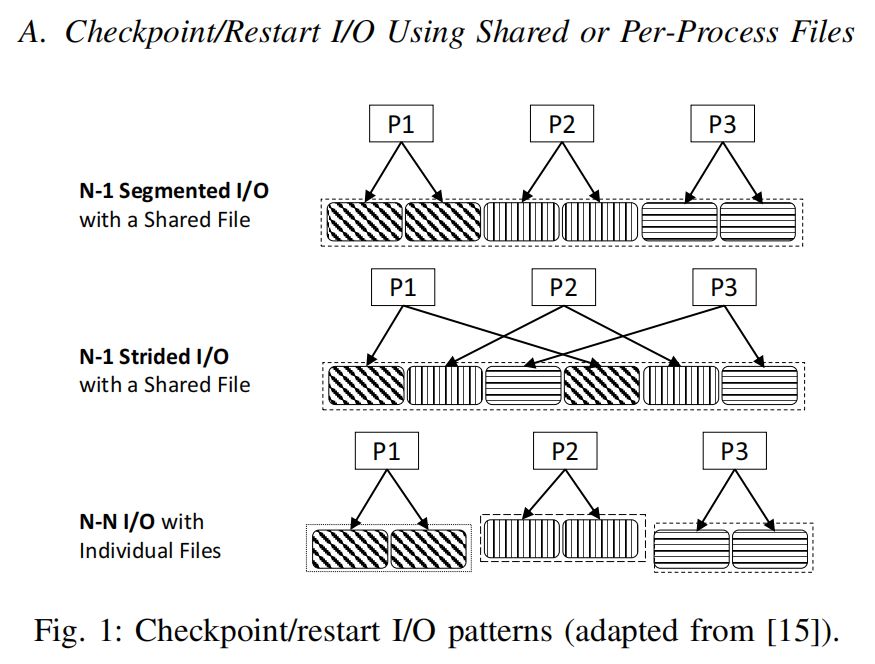 A. Checkpoint/Restart I/O Using Shared or Per-Process Files
P1 P2 P3
N-1 Segmented I/O
with a Shared File
P1 P2 P3
N-1 Strided I/O
with a Shared File
P1 P2 P3
N-N I/O with
Individual Files
Fig. 1: Checkpoint/restart I/O patterns (adapted from [15]).